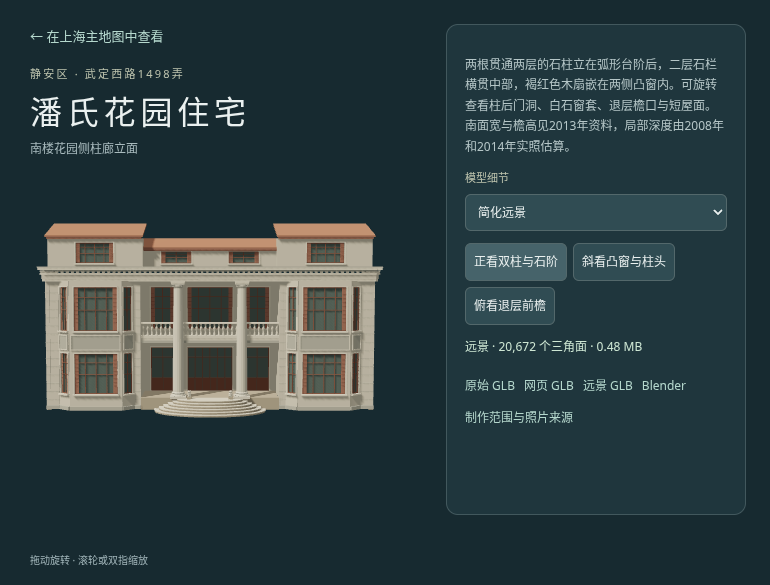 ← 在上海主地图中查看
静安区 · 武定西路1498弄
潘氏花园住宅
南楼花园侧柱廊立面
两根贯通两层的石柱立在弧形台阶后，二层石栏
横贯中部，褐红色木扇嵌在两侧凸窗内。可旋转
查看柱后门洞、白石窗套、退层檐口与短屋面。
南面宽与檐高见2013年资料，局部深度由2008年
和2014年实照估算。
模型细节
简化远景
正看双柱与石阶 斜看凸窗与柱头
俯看退层前檐
远景 · 20,672 个三角面 · 0.48 MB
原始 GLB 网页 GLB 远景 GLB Blender
制作范围与照片来源
拖动旋转 · 滚轮或双指缩放